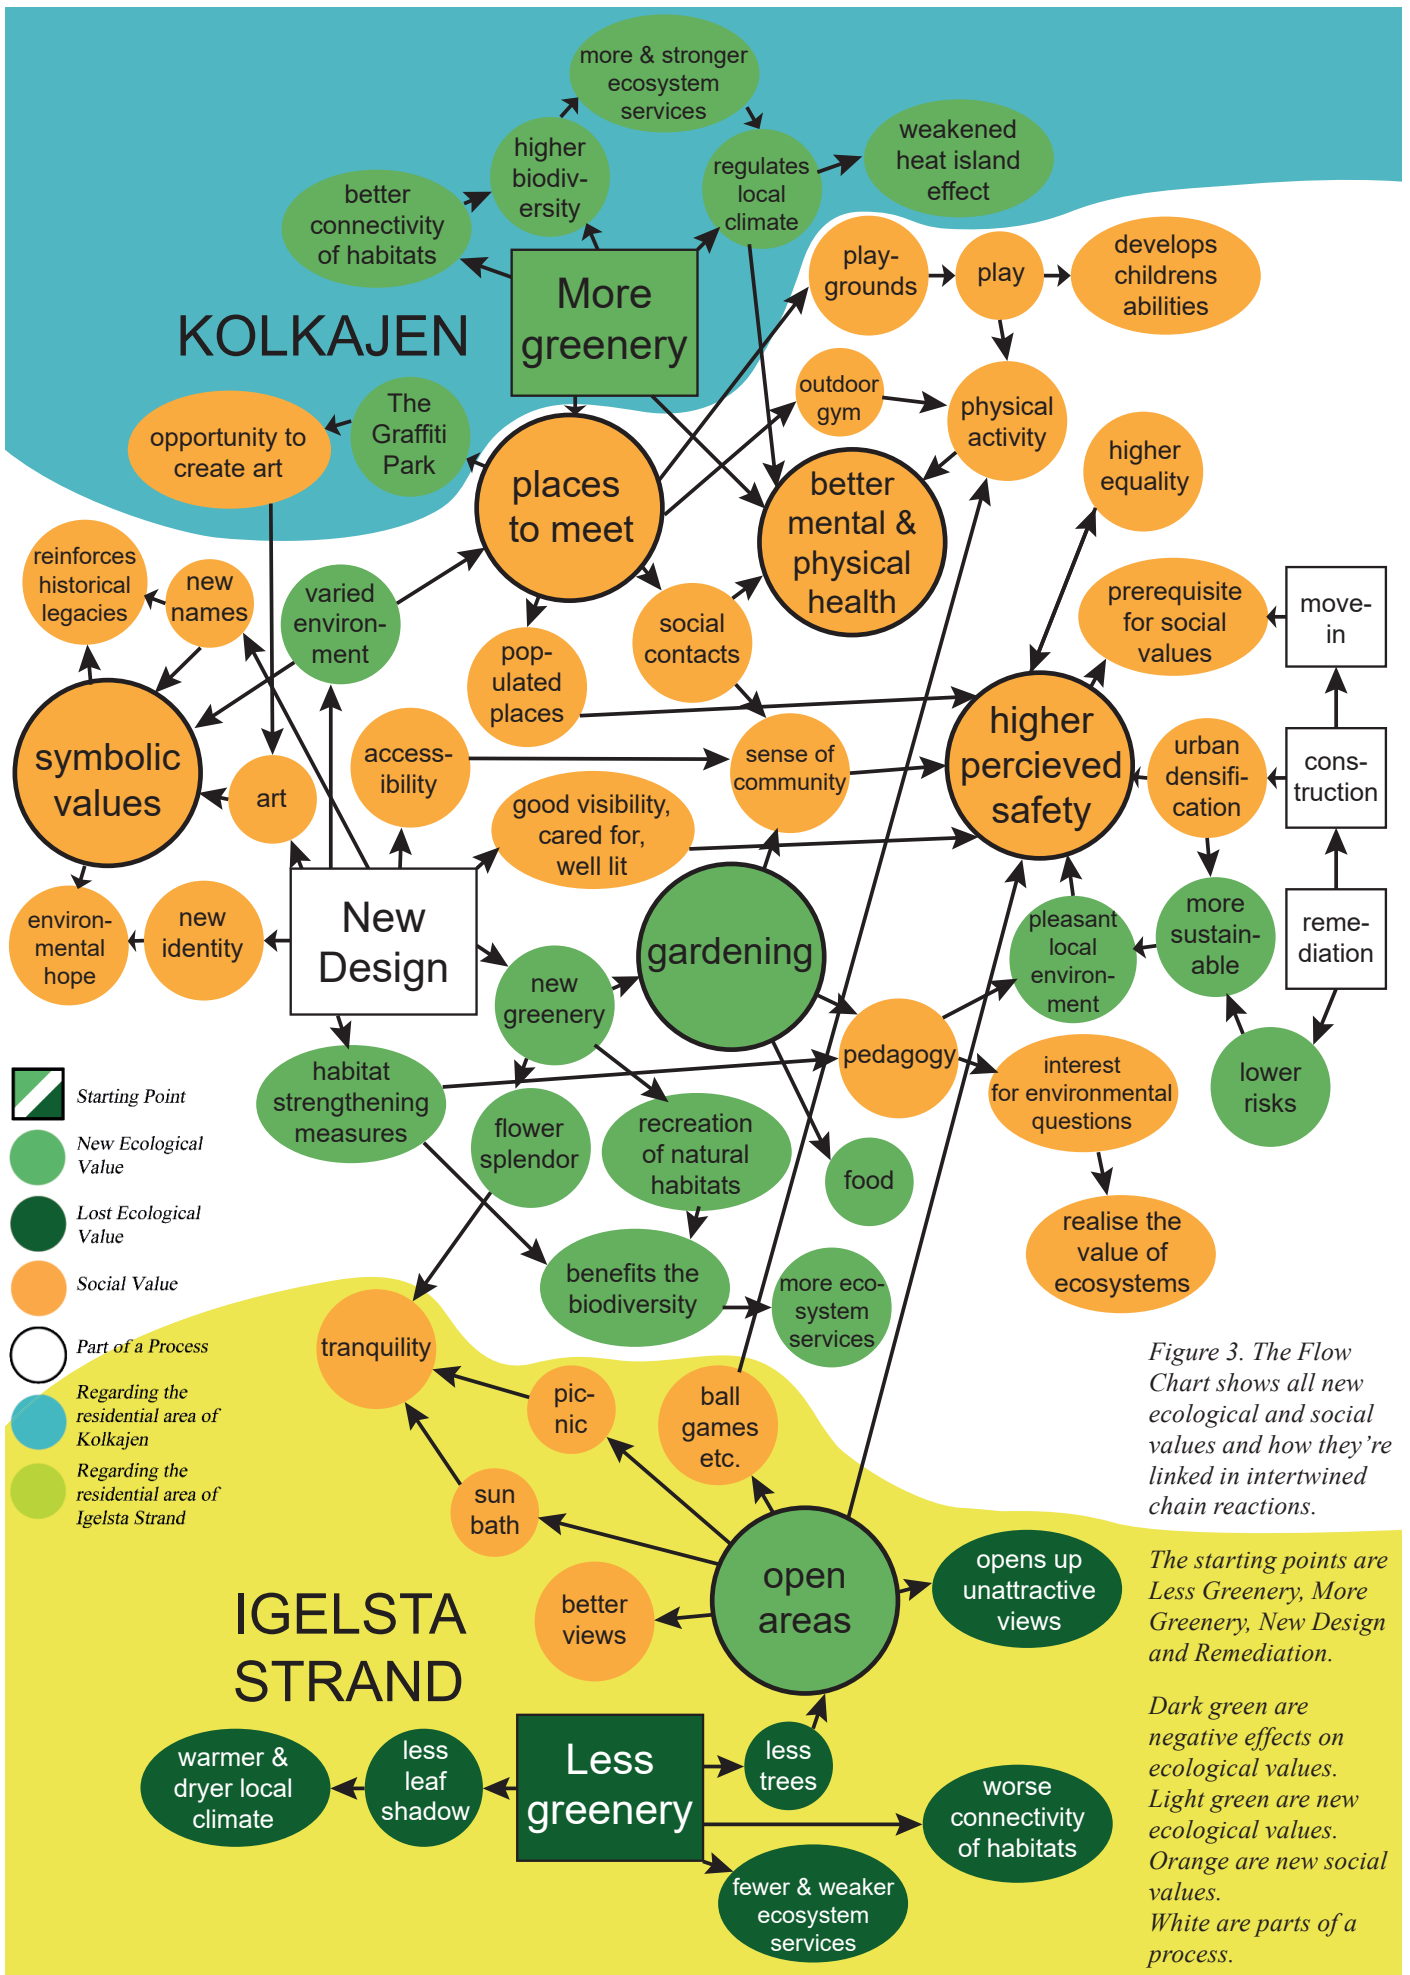 more & stronger
ecosystem
services
higher
biodiv-
ersity
better
connectivity
of habitats
regulates
local
climate
weakened
heat island
effect
More
greenery
KOLKAJEN
play-
grounds
play
develops
childrens
abilities
outdoor
gym
physical
activity
The
Graffiti
Park
opportunity to
create art
places
to meet
better
mental &
physical
health
higher
equality
reinforces
historical
legacies
new
names
varied
environ-
ment
social
contacts
pop-
ulated
places
prerequisite
for social
values
move-
in
symbolic
values
access-
ibility
art
sense of
community
higher
percieved
safety
urban
densifi-
cation
cons-
truction
good visibility,
cared for,
well lit
environ-
mental
hope
new
identity
New
Design
new
greenery
gardening
pleasant
local
environ-
ment
more
sustain-
able
reme-
diation
habitat
strengthening
measures
pedagogy
interest
for environmental
questions
lower
risks
flower
splendor
recreation
of natural
habitats
food
realise the
value of
ecosystems
benefits the
biodiversity
more eco-
system
services
Starting Point
New Ecological
Value
Lost Ecological
Value
Social Value
Part of a Process
Regarding the
residential area of
Kolkajen
Regarding the
residential area of
Igelsta Strand
tranquility
pic-
nic
ball
games
etc.
sun
bath
better
views
open
areas
opens up
unattractive
views
IGELSTA
STRAND
warmer &
dryer local
climate
less
leaf
shadow
Less
greenery
less
trees
worse
connectivity
of habitats
fewer & weaker
ecosystem
services
Figure 3. The Flow
Chart shows all new
ecological and social
values and how they’re
linked in intertwined
chain reactions.
The starting points are
Less Greenery, More
Greenery, New Design
and Remediation.
Dark green are
negative effects on
ecological values.
Light green are new
ecological values.
Orange are new social
values.
White are parts of a
process.